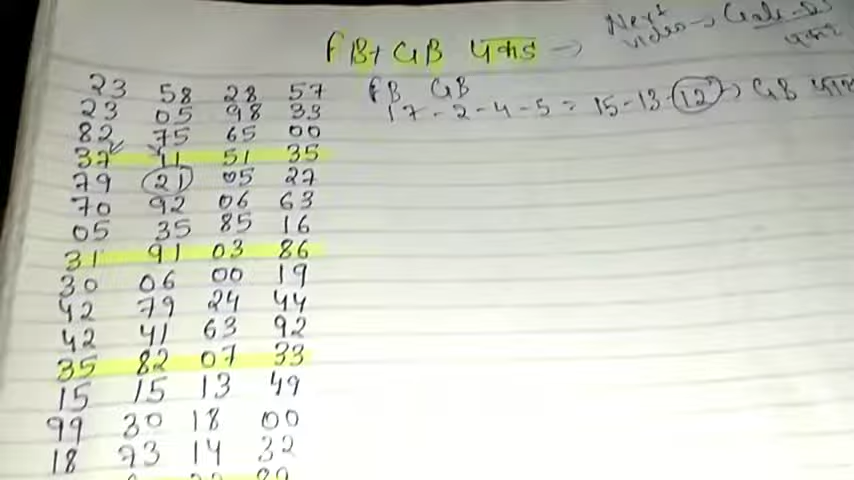 Next
video →
FB+GB पकड →
FB GB
17 - 2 - 4 - 5 = 15 - 13 - 12 → GB
23 58 28 57
23 05 98 33
82 75 65 00
37 11 51 35
79 21 05 27
70 92 06 63
05 35 85 16
31 91 03 86
30 06 00 19
42 79 24 44
42 41 63 92
35 82 07 33
15 15 13 49
99 30 18 00
18 73 14 32